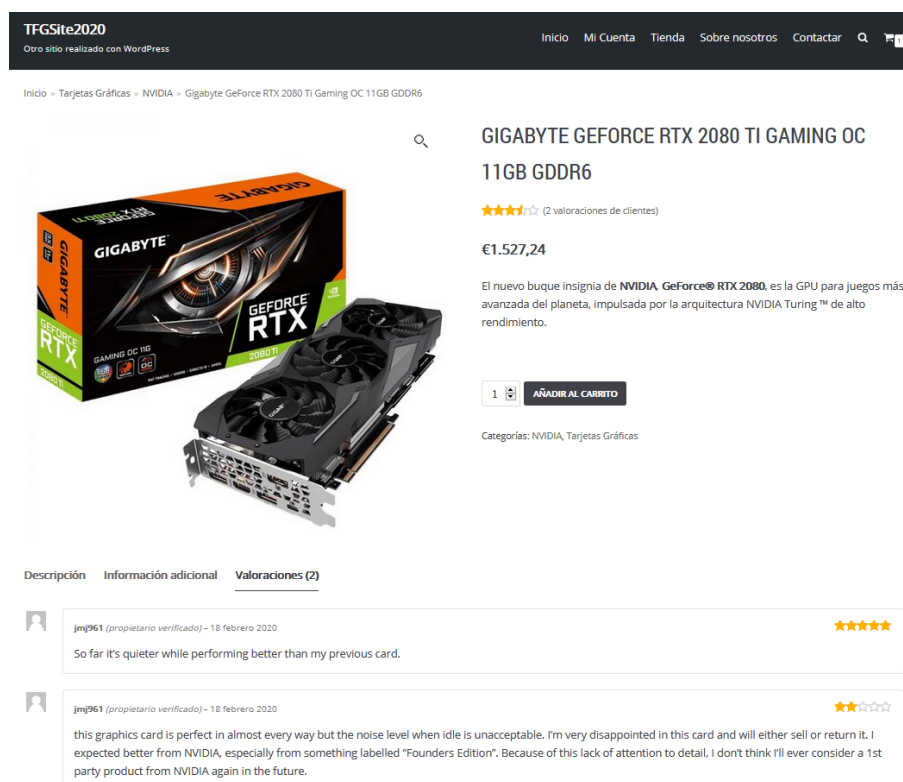 TFGSite2020
Otro sitio realizado con WordPress
Inicio Mi Cuenta Tienda Sobre nosotros Contactar 1
Inicio » Tarjetas Gráficas » NVIDIA » Gigabyte GeForce RTX 2080 Ti Gaming OC 11GB GDDR6
GIGABYTE GEFORCE RTX 2080 TI GAMING OC
11GB GDDR6
(2 valoraciones de clientes)
€1.527,24
El nuevo buque insignia de NVIDIA, GeForce® RTX 2080, es la GPU para juegos más
avanzada del planeta, impulsada por la arquitectura NVIDIA Turing ™ de alto
rendimiento.
1 AÑADIR AL CARRITO
Categorías: NVIDIA, Tarjetas Gráficas
GIGABYTE
GIGABYTE
GIGABYTE
GEFORCE
RTX
2080 TI
GEFORCE
RTX
2080 TI
GAMING OC 11G
Descripción Información adicional Valoraciones (2)
jmj961 (propietario verificado) – 18 febrero 2020
So far it's quieter while performing better than my previous card.
jmj961 (propietario verificado) – 18 febrero 2020
this graphics card is perfect in almost every way but the noise level when idle is unacceptable. I'm very disappointed in this card and will either sell or return it. I
expected better from NVIDIA, especially from something labelled “Founders Edition”. Because of this lack of attention to detail, I don't think I'll ever consider a 1st
party product from NVIDIA again in the future.